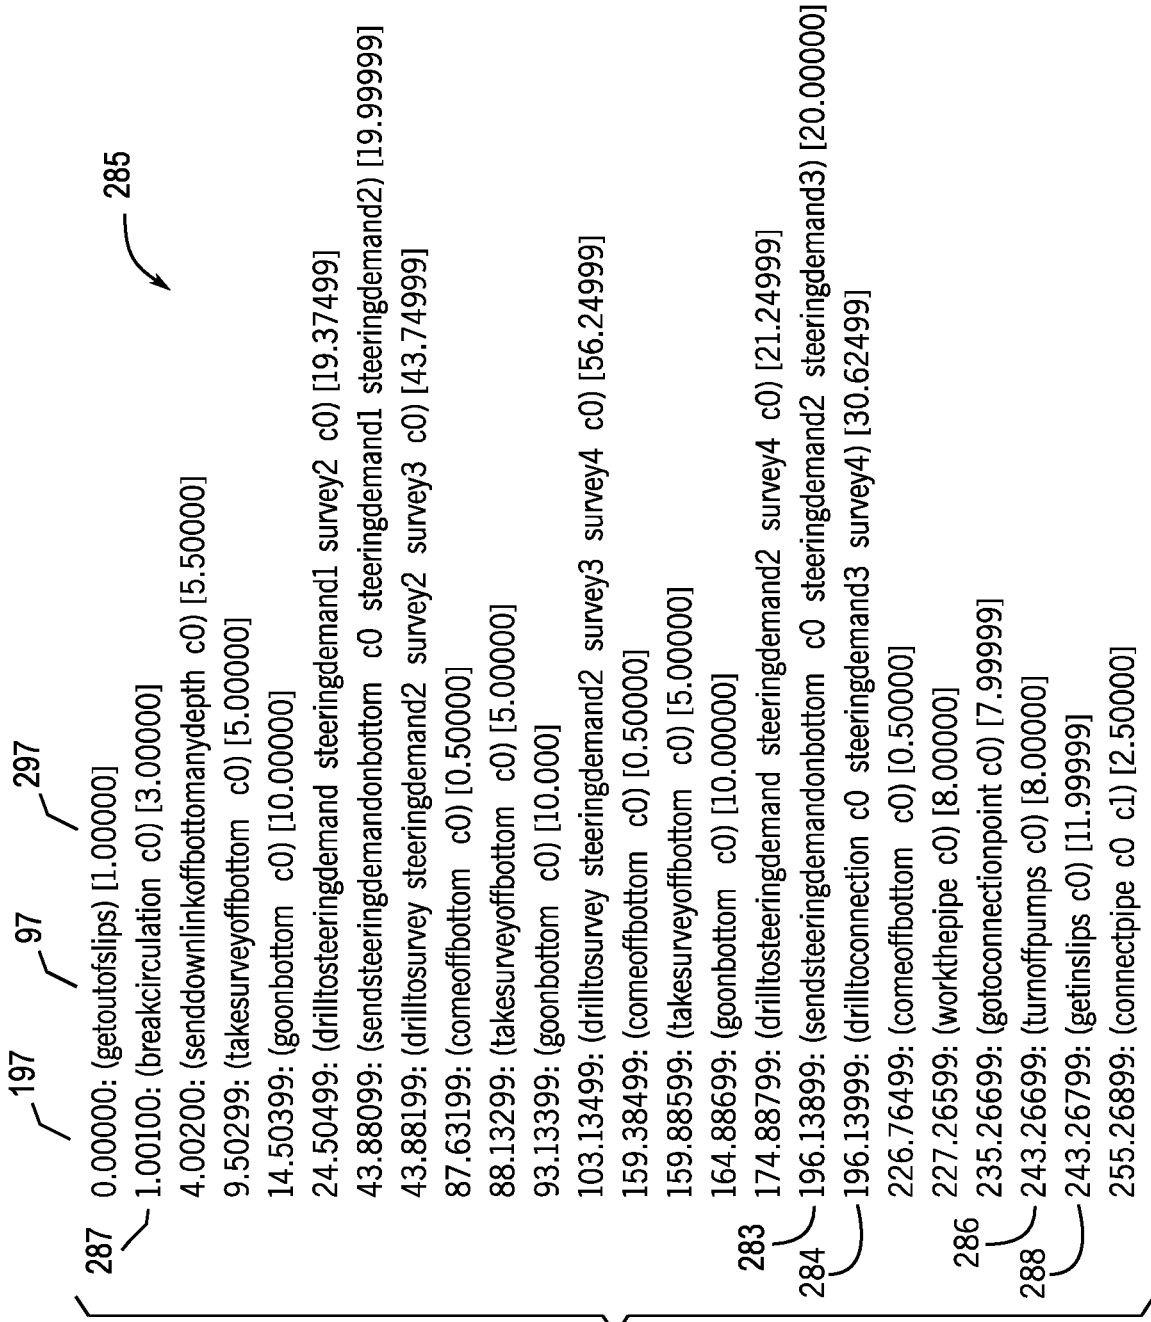 197
97
297
285
0.00000: (getoutofslips) [1.00000]
287
1.00100: (breakcirculation c0) [3.00000]
4.00200: (senddownlinkoffbottomanydepth c0) [5.50000]
9.50299: (takesurveyoffbottom c0) [5.00000]
14.50399: (goonbottom c0) [10.00000]
24.50499: (drilltosteeringdemand steeringdemand1 survey2 c0) [19.37499]
43.88099: (sendsteeringdemandonbottom c0 steeringdemand1 steeringdemand2) [19.99999]
43.88199: (drilltosurvey steeringdemand2 survey2 survey3 c0) [43.74999]
87.63199: (comeoffbottom c0) [0.50000]
88.13299: (takesurveyoffbottom c0) [5.00000]
93.13399: (goonbottom c0) [10.000]
103.13499: (drilltosurvey steeringdemand2 survey3 survey4 c0) [56.24999]
159.38499: (comeoffbottom c0) [0.50000]
159.88599: (takesurveyoffbottom c0) [5.00000]
164.88699: (goonbottom c0) [10.00000]
174.88799: (drilltosteeringdemand steeringdemand2 survey4 c0) [21.24999]
283
196.13899: (sendsteeringdemandonbottom c0 steeringdemand2 steeringdemand3) [20.00000]
284
196.13999: (drilltoconnection c0 steeringdemand3 survey4) [30.62499]
226.76499: (comeoffbottom c0) [0.50000]
227.26599: (workthepipe c0) [8.00000]
235.26699: (gotoconnectionpoint c0) [7.99999]
286
243.26699: (turnoffpumps c0) [8.00000]
288
243.26799: (getinslips c0) [11.99999]
255.26899: (connectpipe c0 c1) [2.50000]